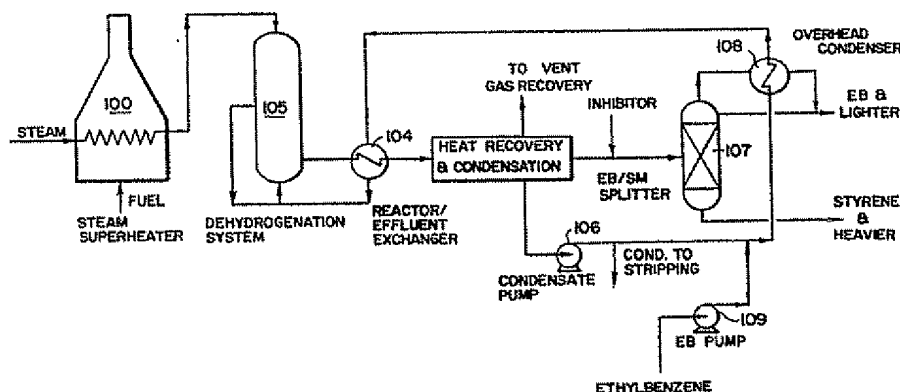 OVERHEAD
CONDENSER
108
TO VENT
GAS RECOVERY
100
105
INHIBITOR
EB &
LIGHTER
STEAM
104
HEAT RECOVERY
& CONDENSATION
107
FUEL
EB/SM
SPLITTER
STYRENE
&
HEAVIER
STEAM
SUPERHEATER
DEHYDROGENATION
SYSTEM
REACTOR/
EFFLUENT
EXCHANGER
106
CONDENSATE
PUMP
COND. TO
STRIPPING
109
EB PUMP
ETHYLBENZENE